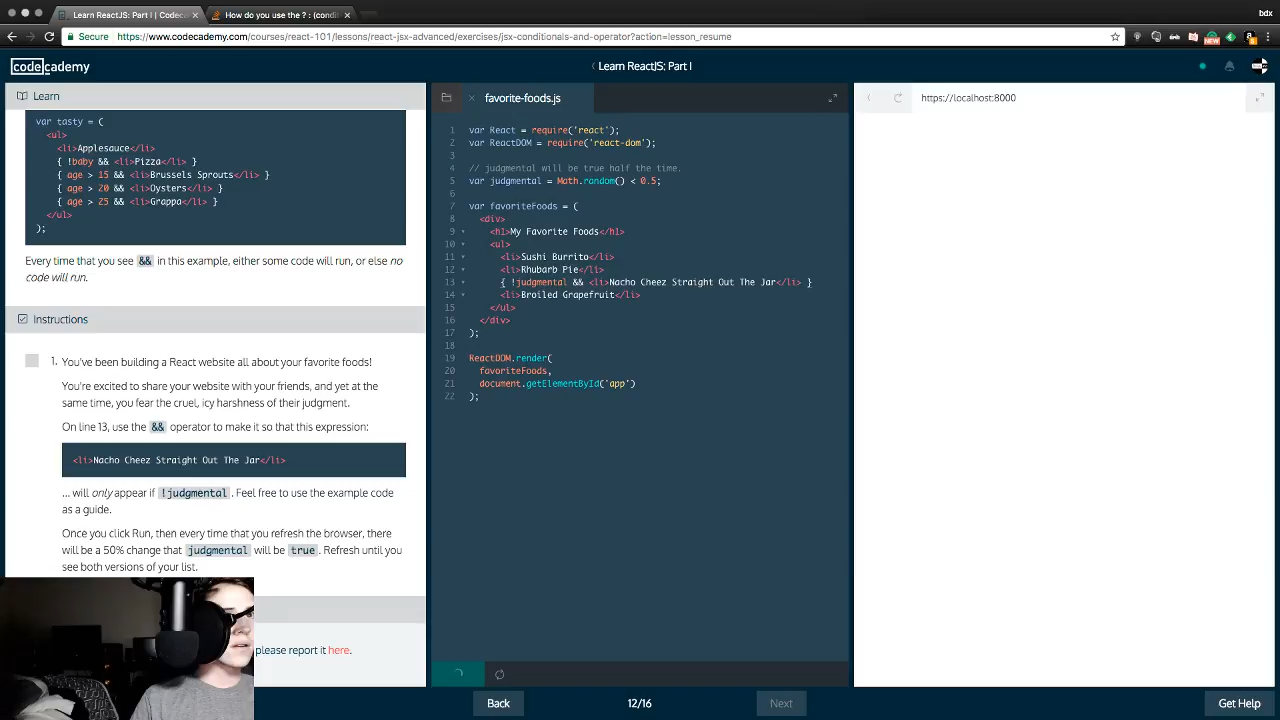 Learn ReactJS: Part I | Codecac
How do you use the ? : (condi
bdx
Secure
https://www.codecademy.com/courses/react-101/lessons/react-jsx-advanced/exercises/jsx-conditionals-and-operator?action=lesson_resume
NEW
codecademy
Learn ReactJS: Part I
Learn
favorite-foods.js
https://localhost:8000
var tasty = (
<ul>
<li>Applesauce</li>
{ !baby && <li>Pizza</li> }
{ age > 15 && <li>Brussels Sprouts</li> }
{ age > 20 && <li>Oysters</li> }
{ age > 25 && <li>Grappa</li> }
</ul>
);
Every time that you see && in this example, either some code will run, or else no
code will run.
Instructions
1. You've been building a React website all about your favorite foods!
You're excited to share your website with your friends, and yet at the
same time, you fear the cruel, icy harshness of their judgment.
On line 13, use the && operator to make it so that this expression:
<li>Nacho Cheez Straight Out The Jar</li>
... will only appear if !judgmental. Feel free to use the example code
as a guide.
Once you click Run, then every time that you refresh the browser, there
will be a 50% change that judgmental will be true. Refresh until you
see both versions of your list.
please report it here.
1 var React = require('react');
2 var ReactDOM = require('react-dom');
3
4 // judgmental will be true half the time.
5 var judgmental = Math.random() < 0.5;
6
7 var favoriteFoods = (
8 <div>
9 <h1>My Favorite Foods</h1>
10 <ul>
11 <li>Sushi Burrito</li>
12 <li>Rhubarb Pie</li>
13 { !judgmental && <li>Nacho Cheez Straight Out The Jar</li> }
14 <li>Broiled Grapefruit</li>
15 </ul>
16 </div>
17 );
18
19 ReactDOM.render(
20 favoriteFoods,
21 document.getElementById('app')
22 );
Back
12/16
Next
Get Help